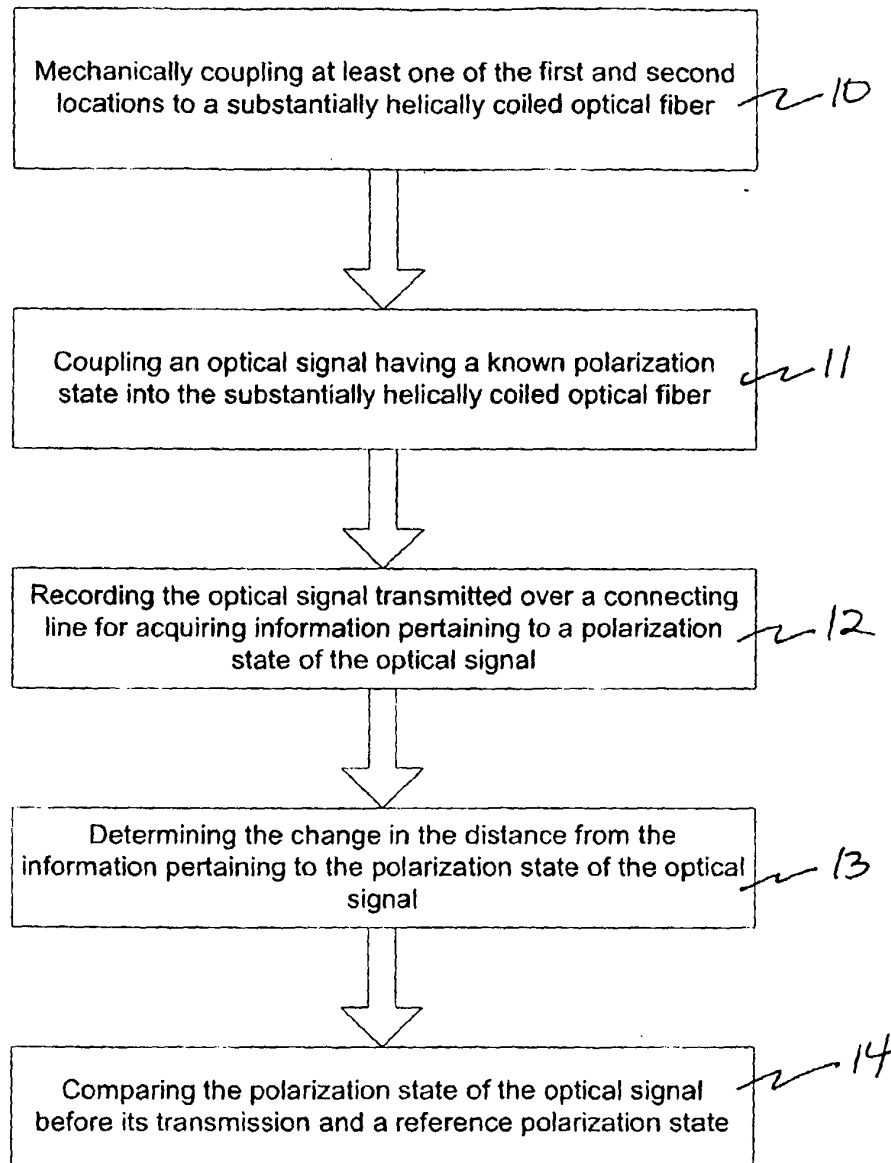 Mechanically coupling at least one of the first and second
locations to a substantially helically coiled optical fiber
10
Coupling an optical signal having a known polarization
state into the substantially helically coiled optical fiber
11
Recording the optical signal transmitted over a connecting
line for acquiring information pertaining to a polarization
state of the optical signal
12
Determining the change in the distance from the
information pertaining to the polarization state of the optical
signal
13
Comparing the polarization state of the optical signal
before its transmission and a reference polarization state
14